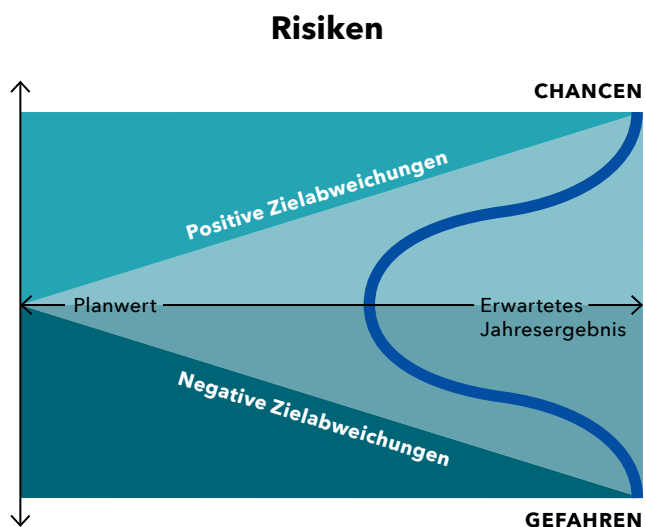 Risiken
CHANCEN
Positive Zielabweichungen
Planwert
Erwartetes
Jahresergebnis
Negative Zielabweichungen
GEFAHREN